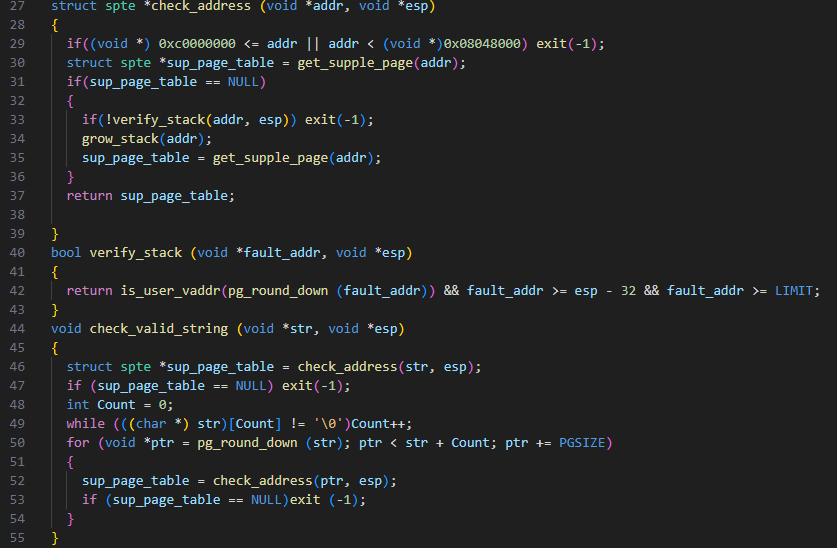 27 struct spte *check_address (void *addr, void *esp)
28 {
29   if((void *) 0xc0000000 <= addr || addr < (void *)0x08048000) exit(-1);
30   struct spte *sup_page_table = get_supple_page(addr);
31   if(sup_page_table == NULL)
32   {
33     if(!verify_stack(addr, esp)) exit(-1);
34     grow_stack(addr);
35     sup_page_table = get_supple_page(addr);
36   }
37   return sup_page_table;
38
39 }
40 bool verify_stack (void *fault_addr, void *esp)
41 {
42   return is_user_vaddr(pg_round_down (fault_addr)) && fault_addr >= esp - 32 && fault_addr >= LIMIT;
43 }
44 void check_valid_string (void *str, void *esp)
45 {
46   struct spte *sup_page_table = check_address(str, esp);
47   if (sup_page_table == NULL) exit(-1);
48   int Count = 0;
49   while (((char *) str)[Count] != '\0')Count++;
50   for (void *ptr = pg_round_down (str); ptr < str + Count; ptr += PGSIZE)
51   {
52     sup_page_table = check_address(ptr, esp);
53     if (sup_page_table == NULL)exit (-1);
54   }
55 }